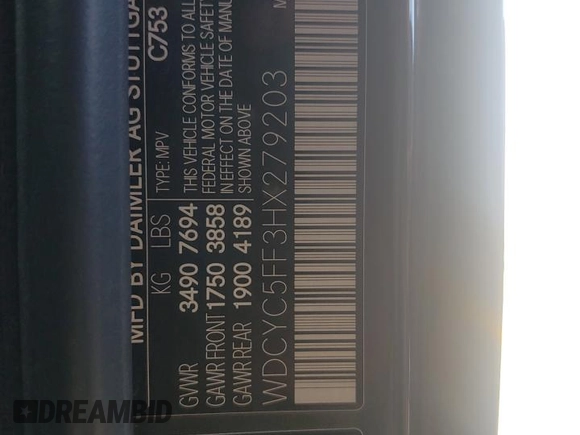 MFD BY DAIMLER AG STUTTGA
C753
KG LBS
TYPE: MPV
GVWR 3490 7694
GAWR FRONT 1750 3858
GAWR REAR 1900 4189
THIS VEHICLE CONFORMS TO ALL
FEDERAL MOTOR VEHICLE SAFETY
IN EFFECT ON THE DATE OF MANU
SHOWN ABOVE
WDCYC5FF3HX279203
DREAMBID